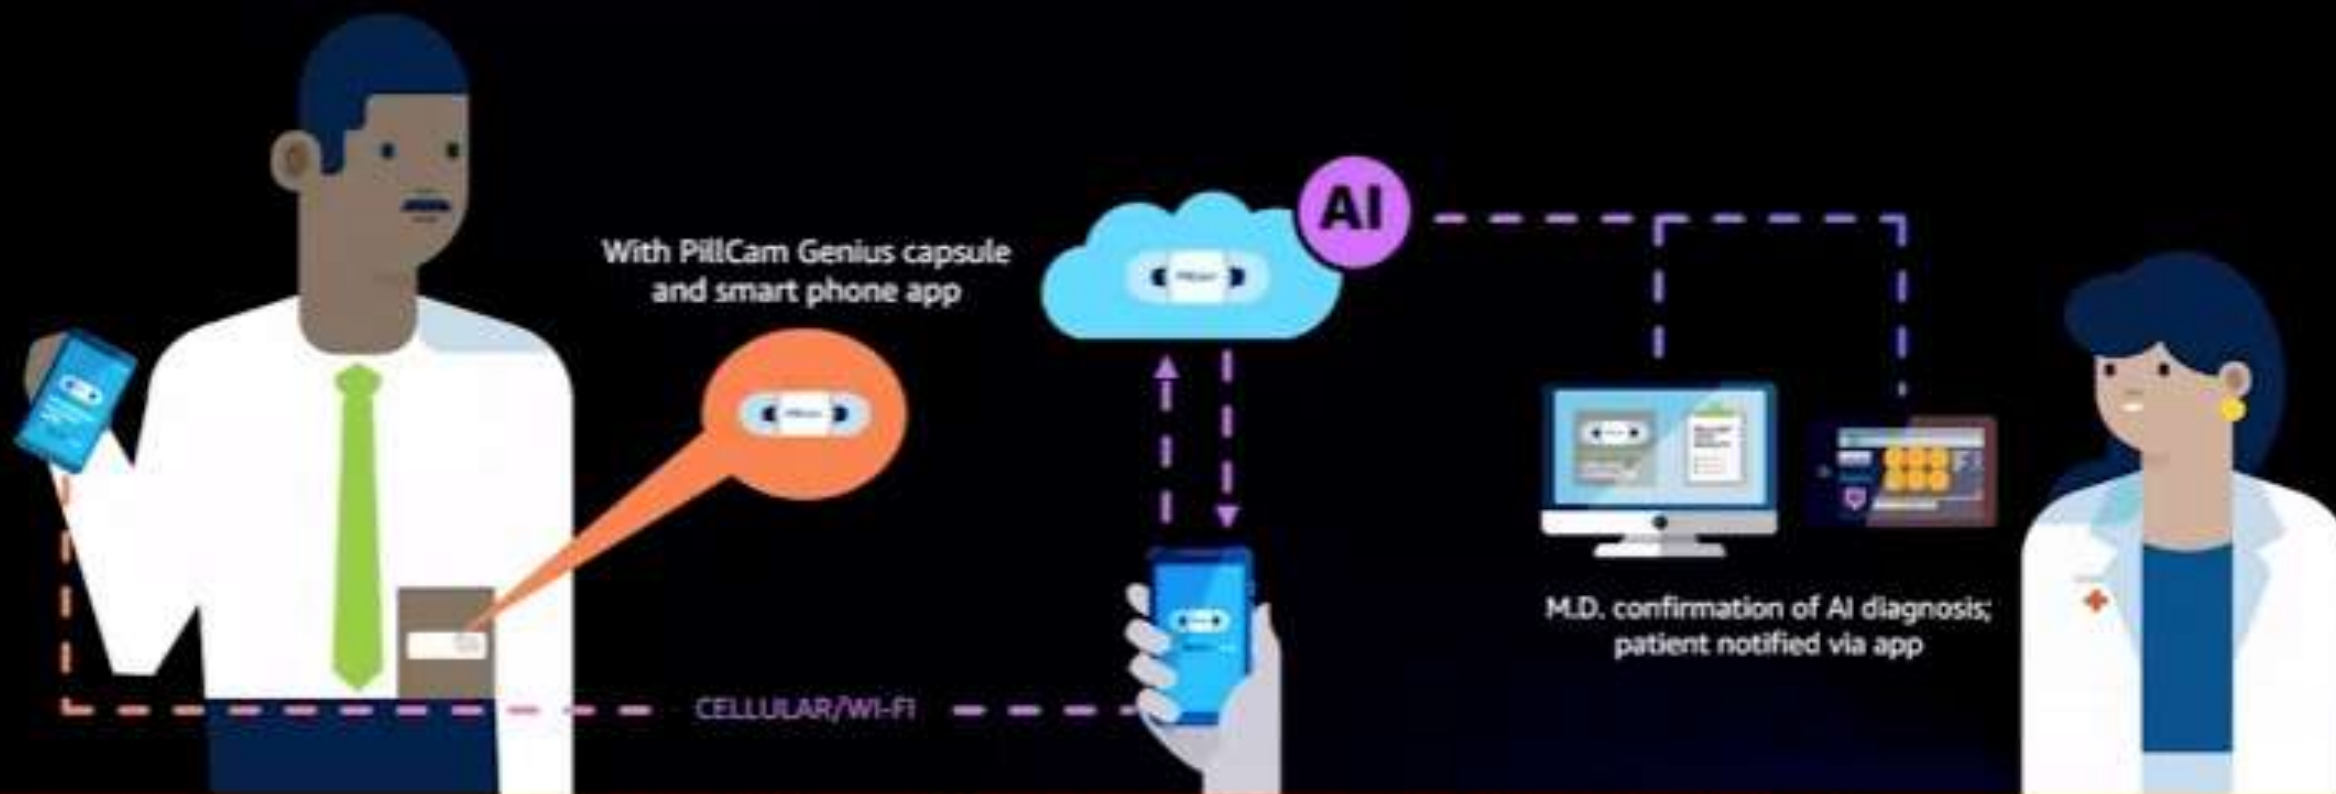 With PillCam Genius capsule
and smart phone app
AI
CELLULAR/WI-FI
M.D. confirmation of AI diagnosis;
patient notified via app